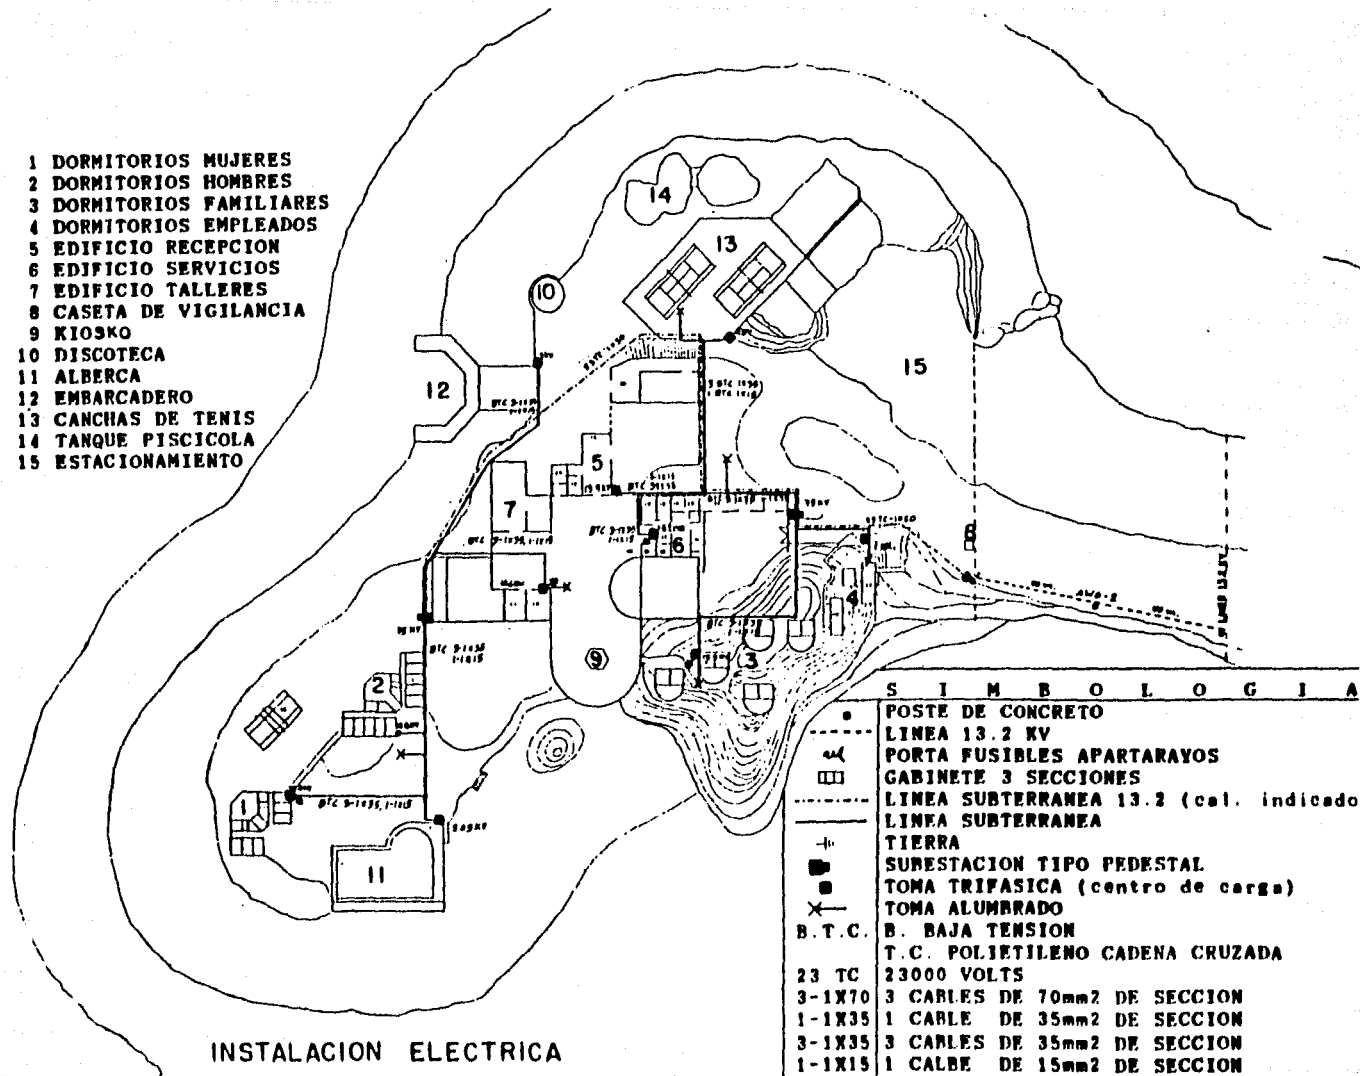 1 DORMITORIOS MUJERES
2 DORMITORIOS HOMBRES
3 DORMITORIOS FAMILIARES
4 DORMITORIOS EMPLEADOS
5 EDIFICIO RECEPCION
6 EDIFICIO SERVICIOS
7 EDIFICIO TALLERES
8 CASETA DE VIGILANCIA
9 KIOSKO
10 DISCOTECA
11 ALBERCA
12 EMBARCADERO
13 CANCHAS DE TENIS
14 TANQUE PISCICOLA
15 ESTACIONAMIENTO
14
13
10
12
15
5
7
6
8
4
9
3
2
1
11
BTC 3-1X35, 1-1X15
S I M B O L O G I A
POSTE DE CONCRETO
LINEA 13.2 KV
PORTA FUSIBLES APARTARAYOS
GABINETE 3 SECCIONES
LINEA SUBTERRANEA 13.2 (cal. indicado
LINEA SUBTERRANEA
TIERRA
SUBESTACION TIPO PEDESTAL
TOMA TRIFASICA (centro de carga)
TOMA ALUMBRADO
B.T.C. B. BAJA TENSION
T.C. POLIETILENO CADENA CRUZADA
23 TC 23000 VOLTS
3-1X70 3 CABLES DE 70mm2 DE SECCION
1-1X35 1 CABLE DE 35mm2 DE SECCION
3-1X35 3 CABLES DE 35mm2 DE SECCION
1-1X15 1 CALBE DE 15mm2 DE SECCION
INSTALACION ELECTRICA